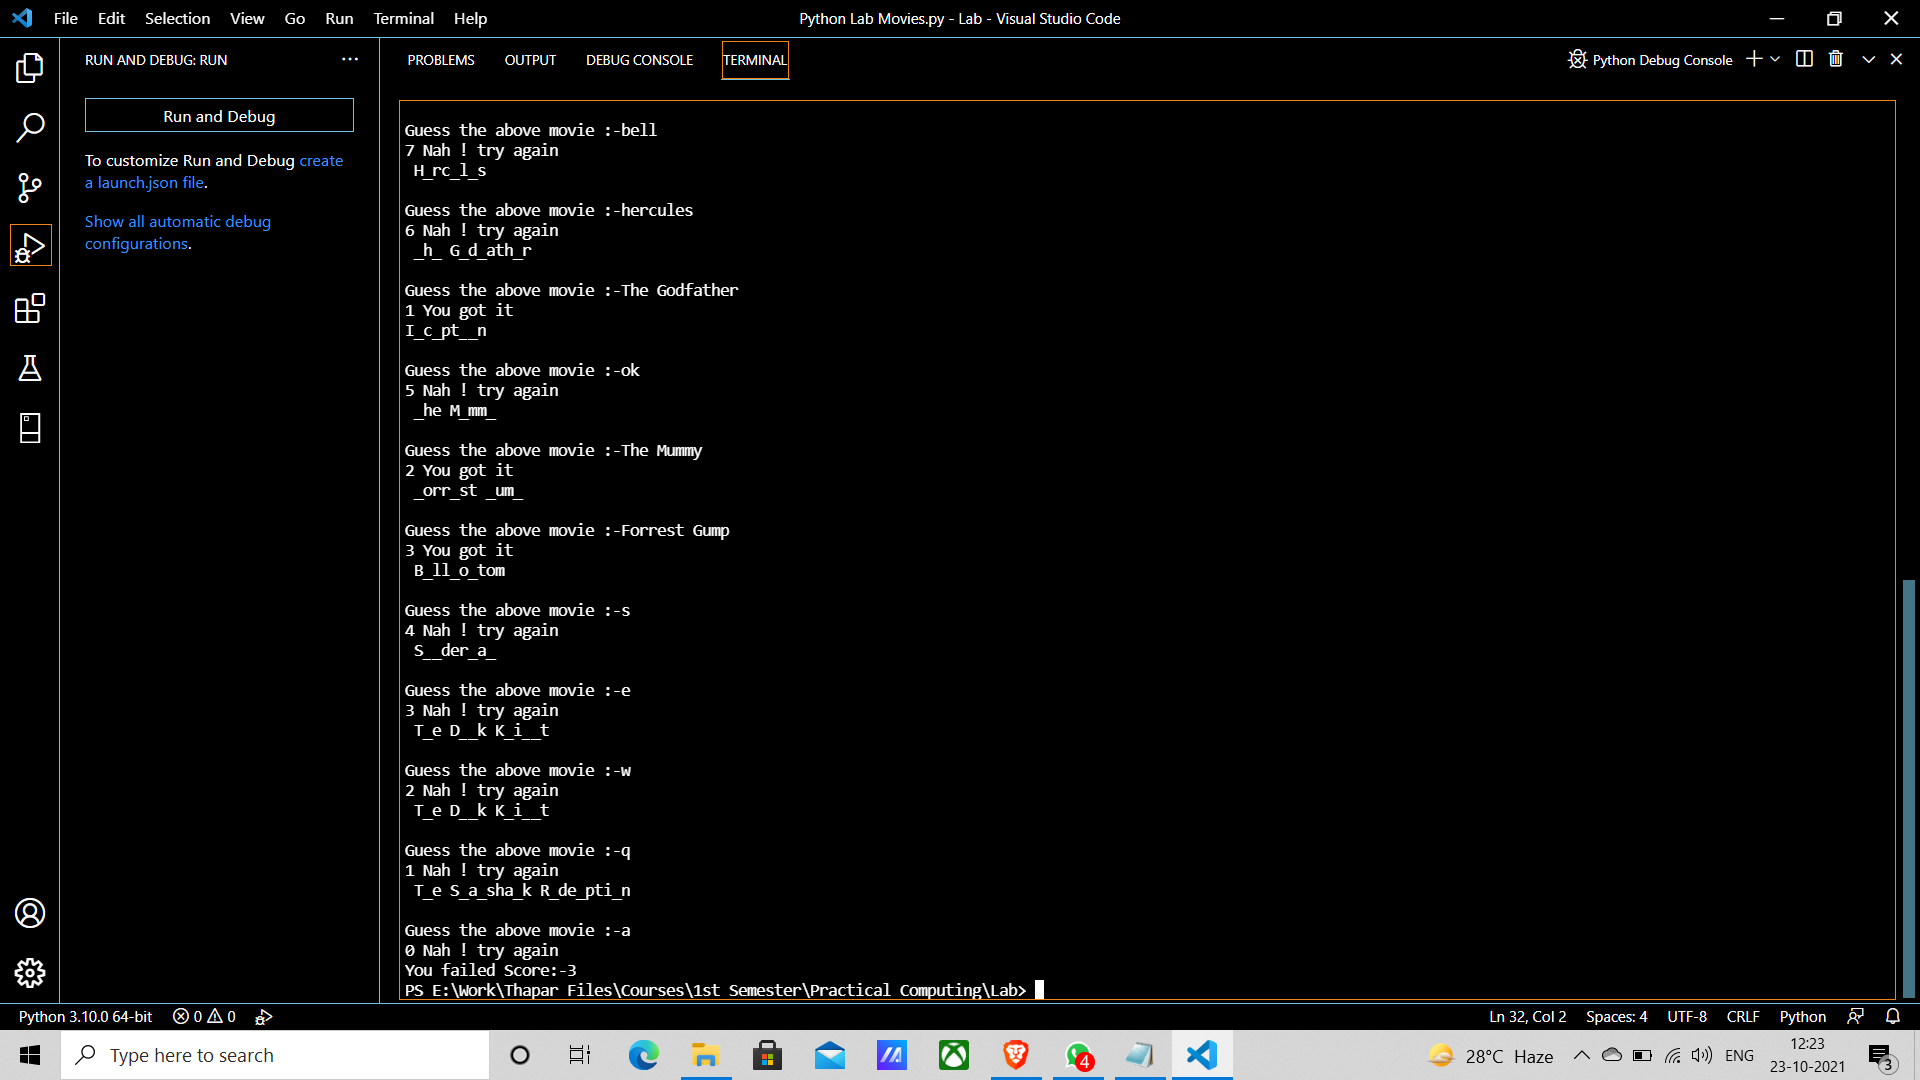 File Edit Selection View Go Run Terminal Help
Python Lab Movies.py - Lab - Visual Studio Code
RUN AND DEBUG: RUN
Run and Debug
To customize Run and Debug create
a launch.json file.
Show all automatic debug
configurations.
PROBLEMS OUTPUT DEBUG CONSOLE TERMINAL
Python Debug Console
Guess the above movie :-bell
7 Nah ! try again
H_rc_l_s
Guess the above movie :-hercules
6 Nah ! try again
_h_ G_d_ath_r
Guess the above movie :-The Godfather
1 You got it
I_c_pt__n
Guess the above movie :-ok
5 Nah ! try again
_he M_mm_
Guess the above movie :-The Mummy
2 You got it
_orr_st _um_
Guess the above movie :-Forrest Gump
3 You got it
B_ll_o_tom
Guess the above movie :-s
4 Nah ! try again
S__der_a_
Guess the above movie :-e
3 Nah ! try again
T_e D__k K_i__t
Guess the above movie :-w
2 Nah ! try again
T_e D__k K_i__t
Guess the above movie :-q
1 Nah ! try again
T_e S_a_sha_k R_de_pti_n
Guess the above movie :-a
0 Nah ! try again
You failed Score:-3
PS E:\Work\Thapar Files\Courses\1st Semester\Practical Computing\Lab>
Python 3.10.0 64-bit 0 0
Ln 32, Col 2 Spaces: 4 UTF-8 CRLF Python
Type here to search
4
28°C Haze
ENG
12:23
23-10-2021
3